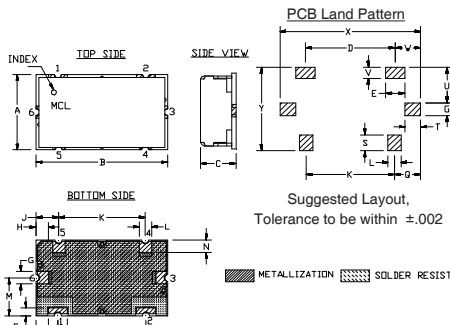 PCB Land Pattern
X
D
W
TOP SIDE
SIDE VIEW
INDEX
1
2
MCL
A
6
3
5
4
B
C
V
E
U
G
Y
T
S
L
K
Q
Suggested Layout,
Tolerance to be within ±.002
BOTTOM SIDE
J
K
H
5
4
L
N
G
6
3
M
2
METALLIZATION
SOLDER RESIST